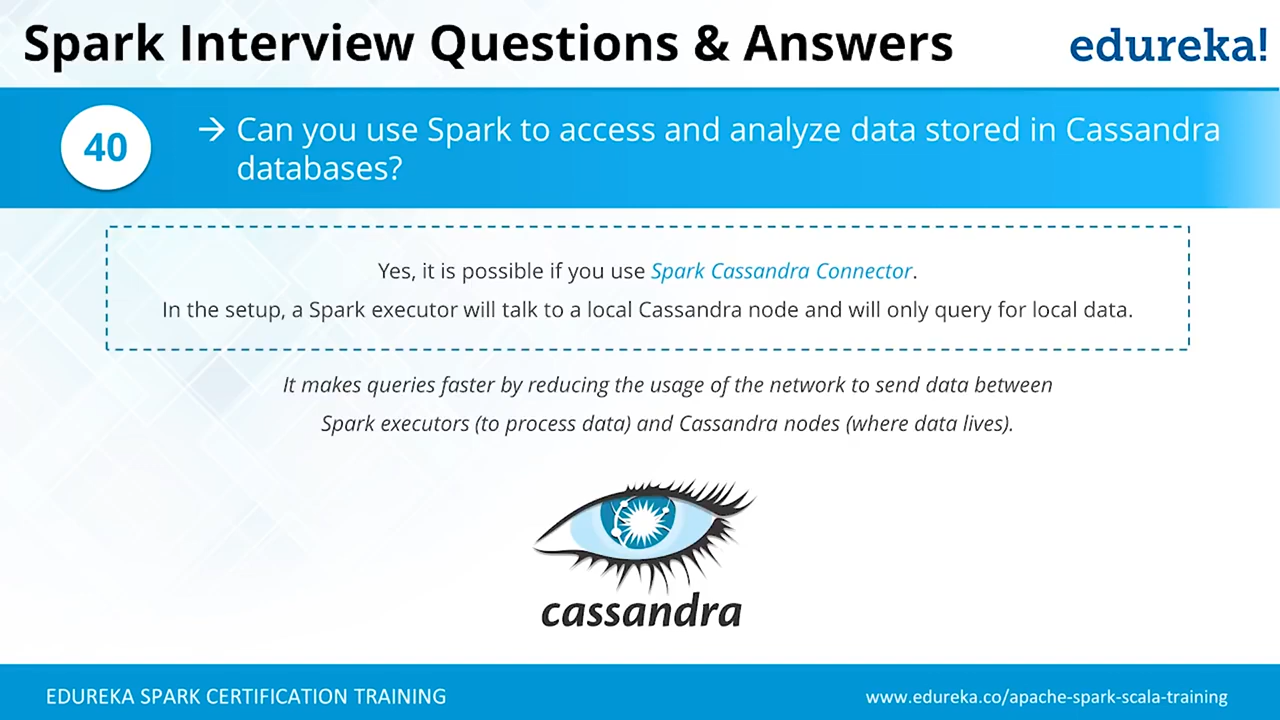 Spark Interview Questions & Answers
edureka!
40
→ Can you use Spark to access and analyze data stored in Cassandra
databases?
Yes, it is possible if you use Spark Cassandra Connector.
In the setup, a Spark executor will talk to a local Cassandra node and will only query for local data.
It makes queries faster by reducing the usage of the network to send data between
Spark executors (to process data) and Cassandra nodes (where data lives).
cassandra
EDUREKA SPARK CERTIFICATION TRAINING
www.edureka.co/apache-spark-scala-training